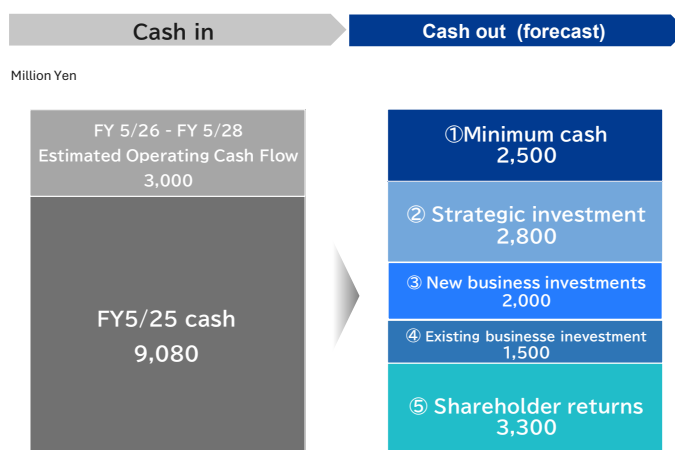 Cash in
Cash out (forecast)
Million Yen
FY 5/26 - FY 5/28
Estimated Operating Cash Flow
3,000
FY5/25 cash
9,080
①Minimum cash
2,500
② Strategic investment
2,800
③ New business investments
2,000
④ Existing businesse inevestment
1,500
⑤ Shareholder returns
3,300